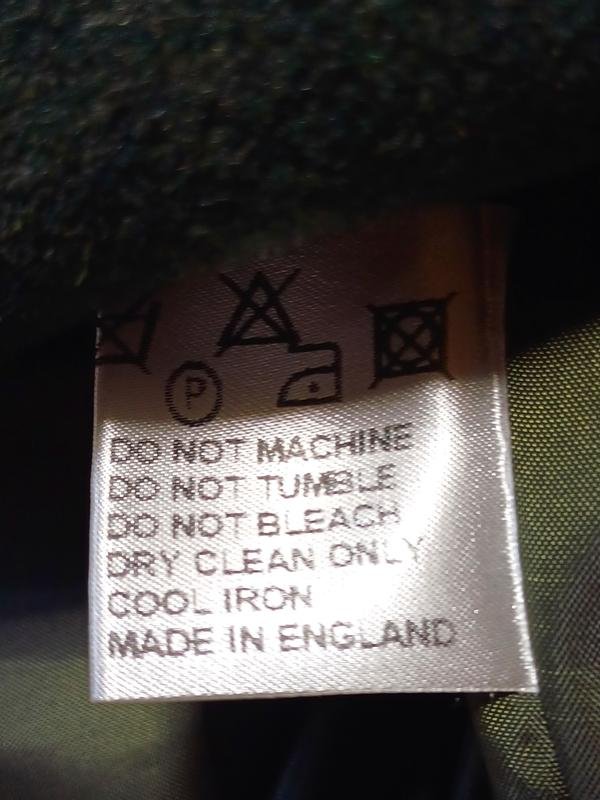 P
DO NOT MACHINE
DO NOT TUMBLE
DO NOT BLEACH
DRY CLEAN ONLY
COOL IRON
MADE IN ENGLAND